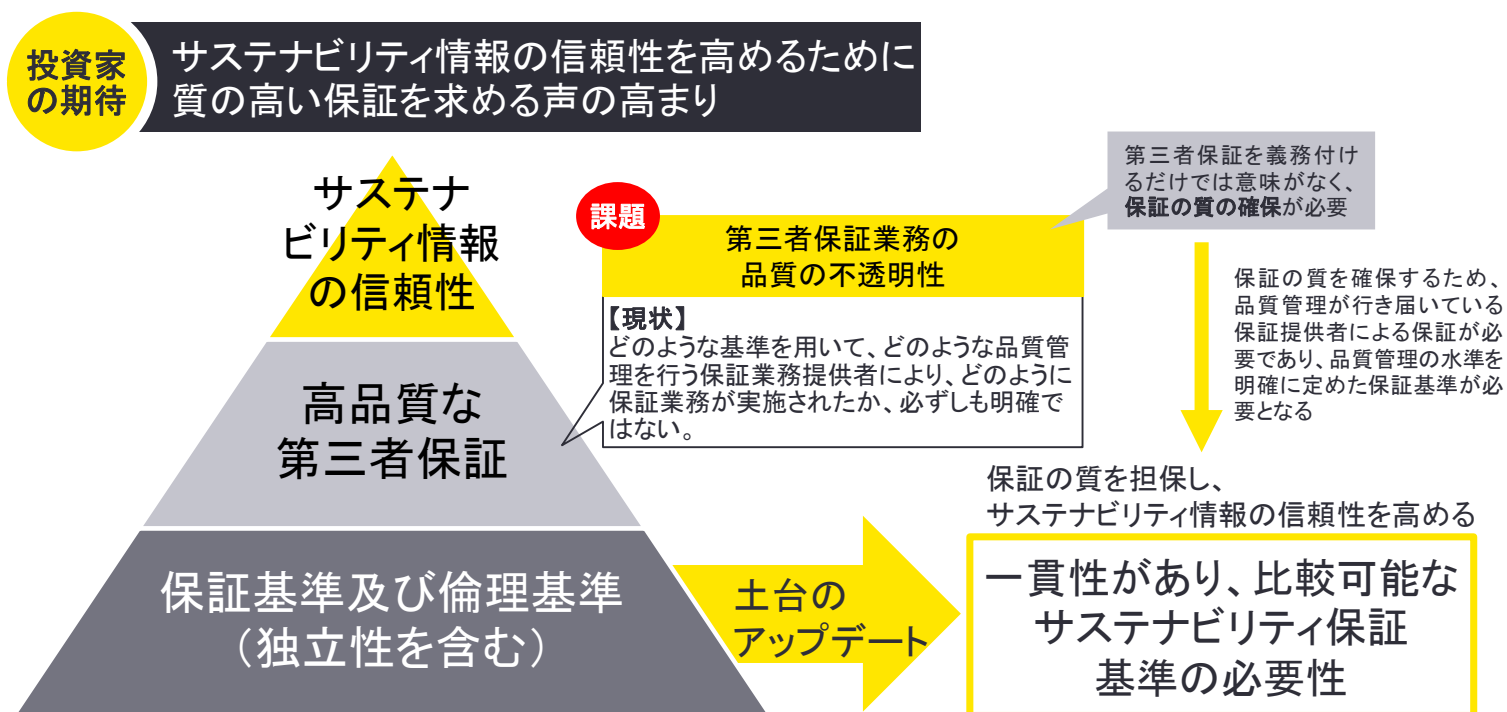 投資家
の期待
サステナビリティ情報の信頼性を高めるために
質の高い保証を求める声の高まり
サステナ
ビリティ情報
の信頼性
高品質な
第三者保証
保証基準及び倫理基準
（独立性を含む）
課題
第三者保証業務の
品質の不透明性
【現状】
どのような基準を用いて、どのような品質管
理を行う保証業務提供者により、どのように
保証業務が実施されたか、必ずしも明確で
はない。
第三者保証を義務付け
るだけでは意味がなく、
保証の質の確保が必要
保証の質を確保するため、
品質管理が行き届いている
保証提供者による保証が必
要であり、品質管理の水準を
明確に定めた保証基準が必
要となる
土台の
アップデート
保証の質を担保し、
サステナビリティ情報の信頼性を高める
一貫性があり、比較可能な
サステナビリティ保証
基準の必要性